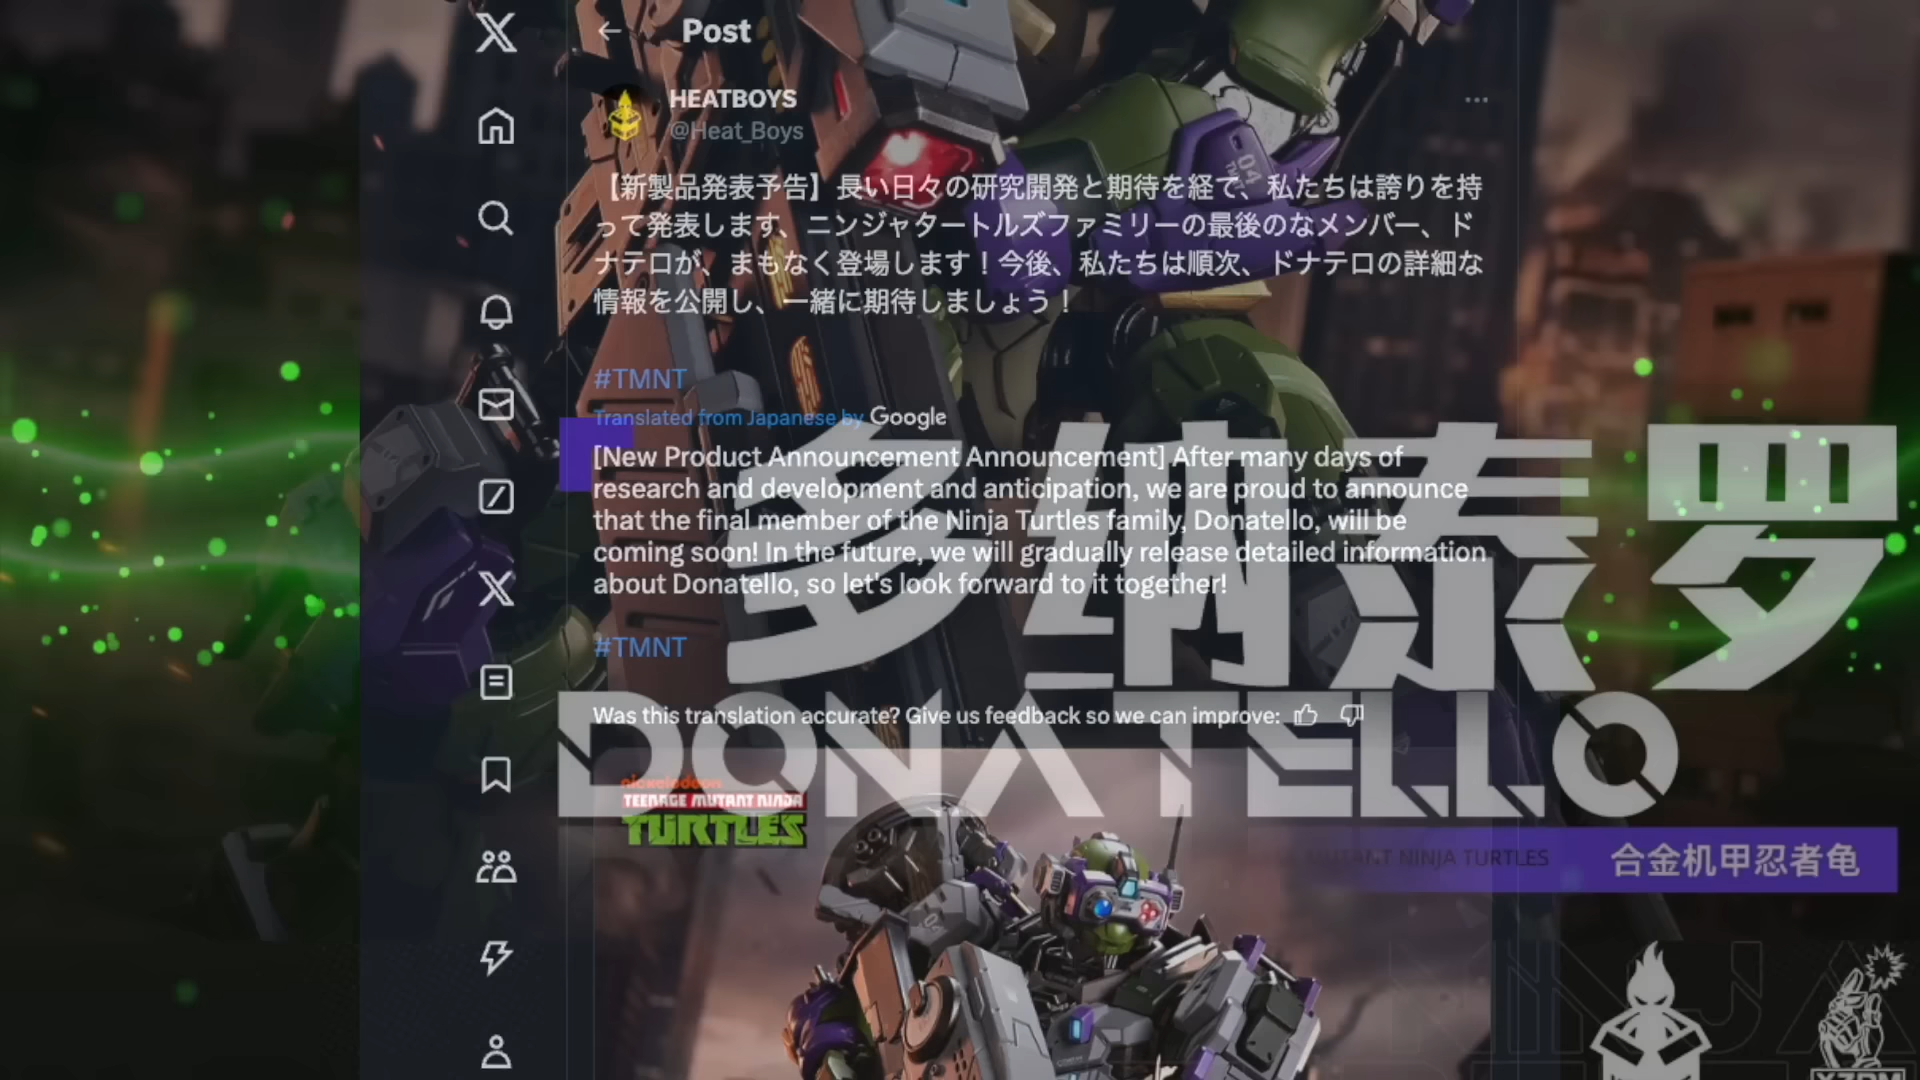 Post
HEATBOYS
@Heat_Boys
【新製品発表予告】長い日々の研究開発と期待を経て、私たちは誇りを持
って発表します、ニンジャタートルズファミリーの最後のなメンバー、ド
ナテロが、まもなく登場します！今後、私たちは順次、ドナテロの詳細な
情報を公開し、一緒に期待しましょう！
#TMNT
Translated from Japanese by Google
[New Product Announcement Announcement] After many days of
research and development and anticipation, we are proud to announce
that the final member of the Ninja Turtles family, Donatello, will be
coming soon! In the future, we will gradually release detailed information
about Donatello, so let's look forward to it together!
#TMNT
Was this translation accurate? Give us feedback so we can improve:
多纳泰罗
DONATELLO
nickelodeon
TEENAGE MUTANT NINJA
TURTLES
MUTANT NINJA TURTLES
合金机甲忍者龟
04
NINJA